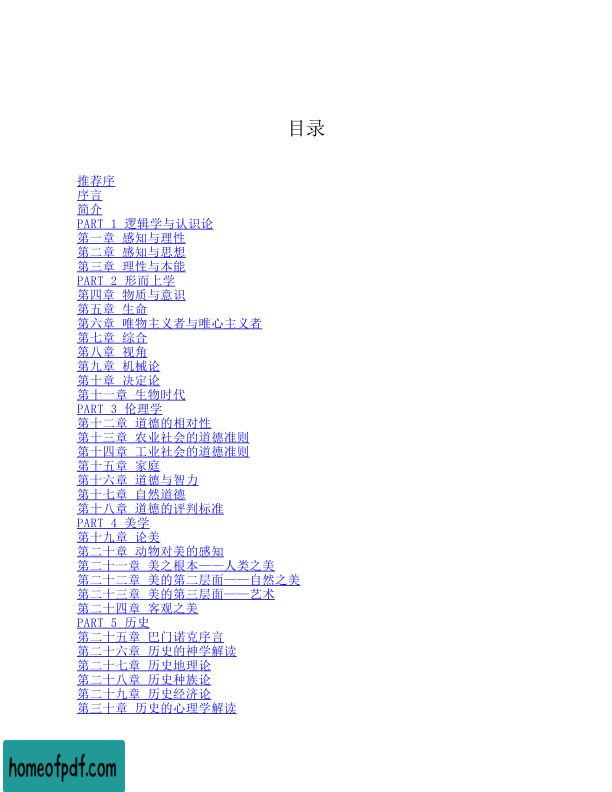 目录
推荐序
序言
简介
PART 1 逻辑学与认识论
第一章 感知与理性
第二章 感知与思想
第三章 理性与本能
PART 2 形而上学
第四章 物质与意识
第五章 生命
第六章 唯物主义者与唯心主义者
第七章 综合
第八章 视角
第九章 机械论
第十章 决定论
第十一章 生物时代
PART 3 伦理学
第十二章 道德的相对性
第十三章 农业社会的道德准则
第十四章 工业社会的道德准则
第十五章 家庭
第十六章 道德与智力
第十七章 自然道德
第十八章 道德的评判标准
PART 4 美学
第十九章 论美
第二十章 动物对美的感知
第二十一章 美之根本——人类之美
第二十二章 美的第二层面——自然之美
第二十三章 美的第三层面——艺术
第二十四章 客观之美
PART 5 历史
第二十五章 巴门诺克序言
第二十六章 历史的神学解读
第二十七章 历史地理论
第二十八章 历史种族论
第二十九章 历史经济论
第三十章 历史的心理学解读
homeofpdf.com